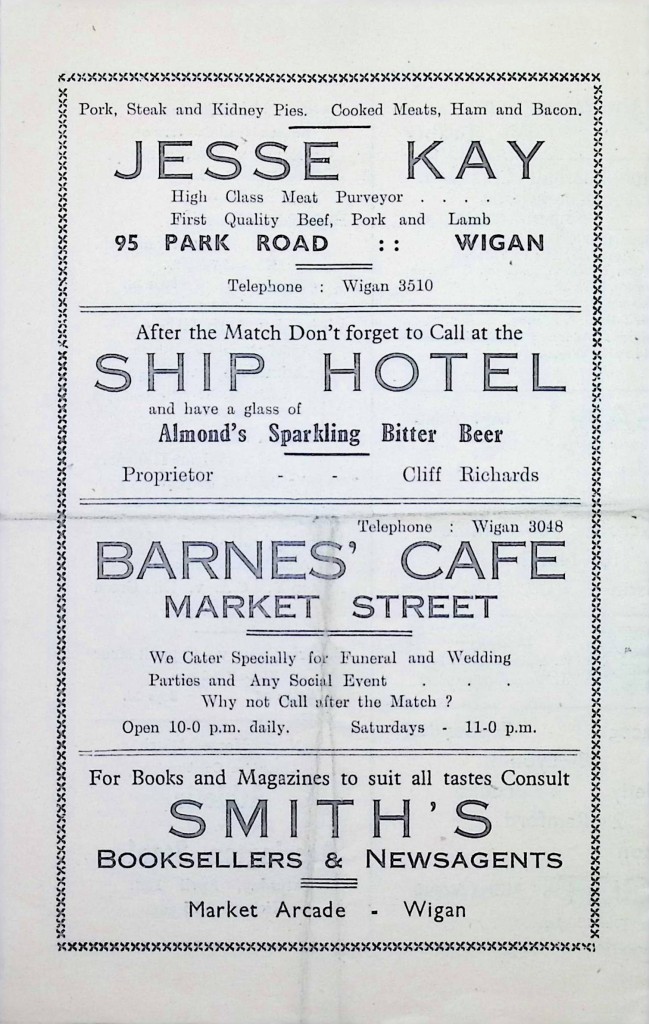 Pork, Steak and Kidney Pies. Cooked Meats, Ham and Bacon.
JESSE KAY
High Class Meat Purveyor . . . .
First Quality Beef, Pork and Lamb
95 PARK ROAD :: WIGAN
Telephone : Wigan 3510
After the Match Don't forget to Call at the
SHIP HOTEL
and have a glass of
Almond's Sparkling Bitter Beer
Proprietor - - Cliff Richards
Telephone : Wigan 3048
BARNES' CAFE
MARKET STREET
We Cater Specially for Funeral and Wedding
Parties and Any Social Event . . .
Why not Call after the Match ?
Open 10-0 p.m. daily. Saturdays - 11-0 p.m.
For Books and Magazines to suit all tastes Consult
SMITH'S
BOOKSELLERS & NEWSAGENTS
Market Arcade - Wigan